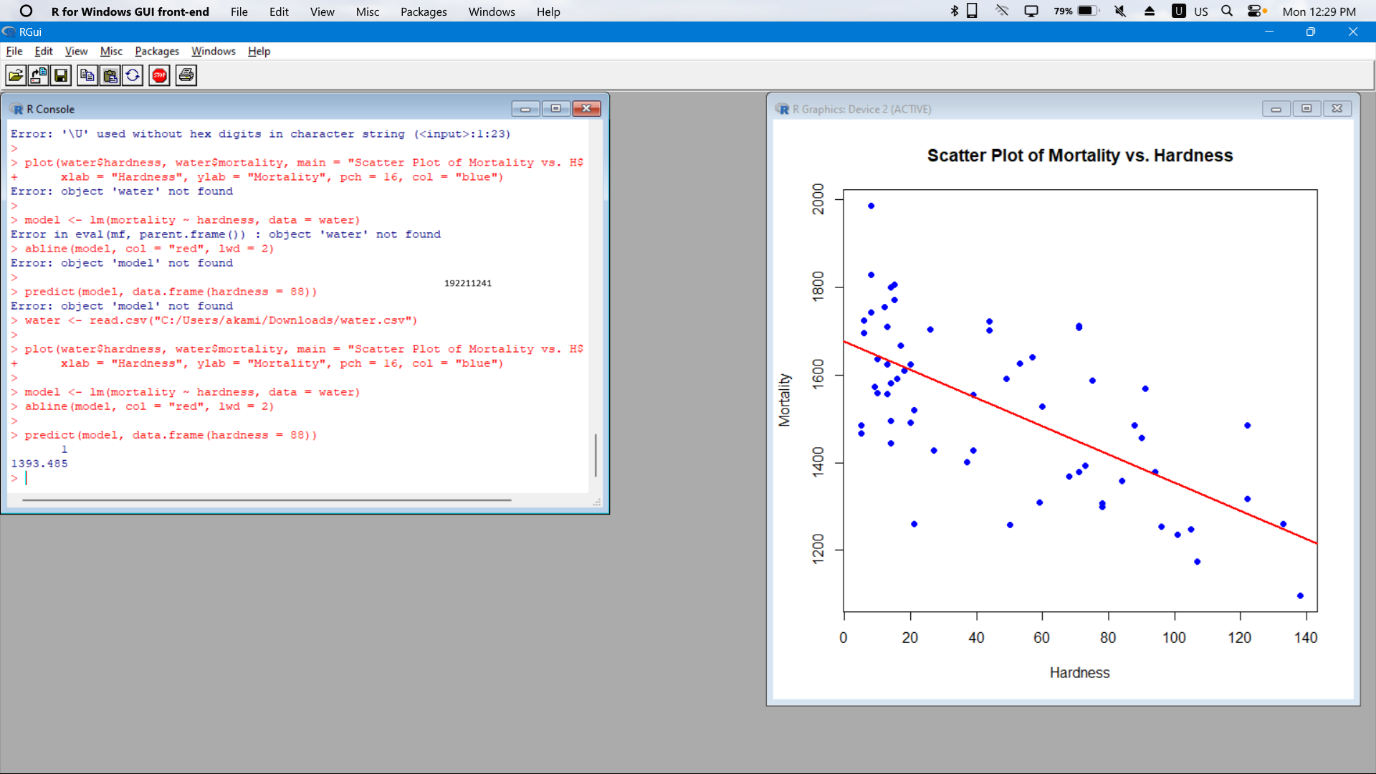 R for Windows GUI front-end File Edit View Misc Packages Windows Help 79% U US Mon 12:29 PM
RGui
File Edit View Misc Packages Windows Help
STOP
R Console
Error: '\U' used without hex digits in character string (<input>:1:23)
>
> plot(water$hardness, water$mortality, main = "Scatter Plot of Mortality vs. H$
+      xlab = "Hardness", ylab = "Mortality", pch = 16, col = "blue")
Error: object 'water' not found
>
> model <- lm(mortality ~ hardness, data = water)
Error in eval(mf, parent.frame()) : object 'water' not found
> abline(model, col = "red", lwd = 2)
Error: object 'model' not found
>
192211241
> predict(model, data.frame(hardness = 88))
Error: object 'model' not found
> water <- read.csv("C:/Users/akami/Downloads/water.csv")
>
> plot(water$hardness, water$mortality, main = "Scatter Plot of Mortality vs. H$
+      xlab = "Hardness", ylab = "Mortality", pch = 16, col = "blue")
>
> model <- lm(mortality ~ hardness, data = water)
> abline(model, col = "red", lwd = 2)
>
> predict(model, data.frame(hardness = 88))
       1
1393.485
>
R Graphics: Device 2 (ACTIVE)
Scatter Plot of Mortality vs. Hardness
Mortality
2000
1800
1600
1400
1200
0 20 40 60 80 100 120 140
Hardness